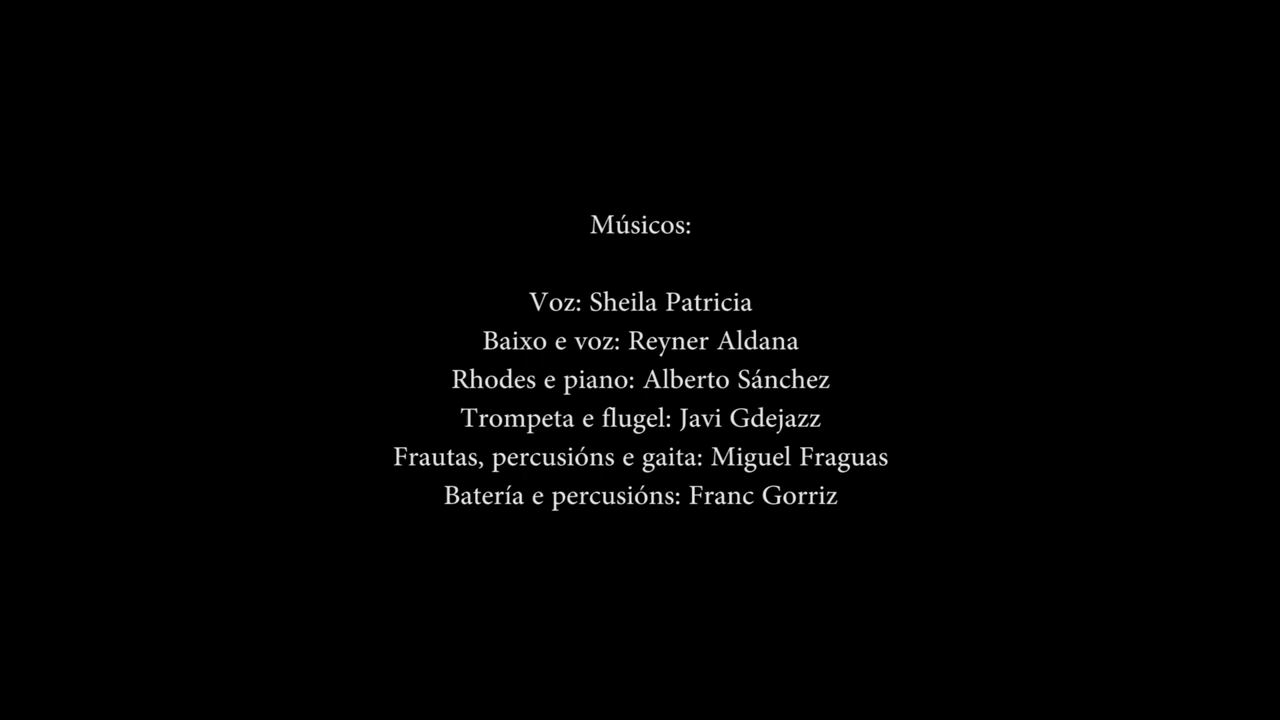 Músicos:
Voz: Sheila Patricia
Baixo e voz: Reyner Aldana
Rhodes e piano: Alberto Sánchez
Trompeta e flugel: Javi Gdejazz
Frautas, percusións e gaita: Miguel Fraguas
Batería e percusións: Franc Gorriz